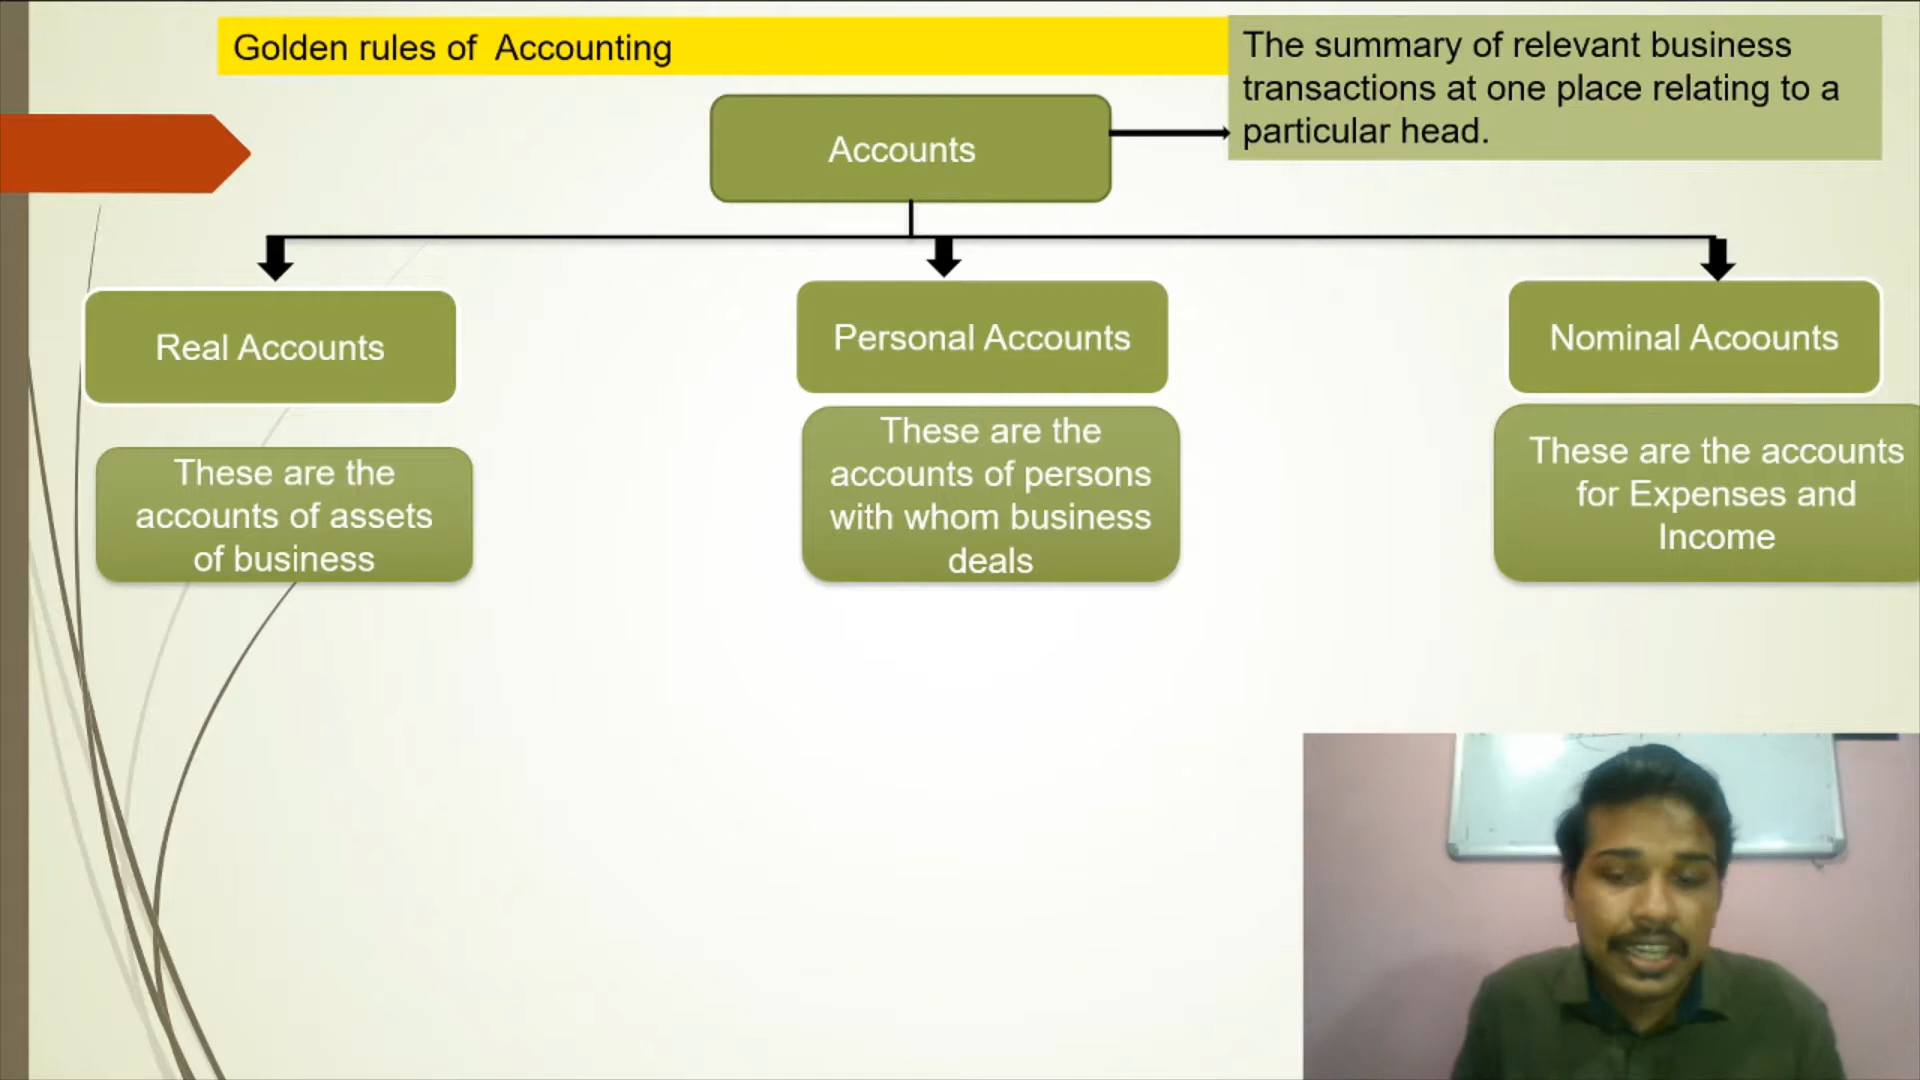 Golden rules of  Accounting
The summary of relevant business
transactions at one place relating to a
particular head.
Accounts
Real Accounts
Personal Accounts
Nominal Acoounts
These are the
accounts of assets
of business
These are the
accounts of persons
with whom business
deals
These are the accounts
for Expenses and
Income